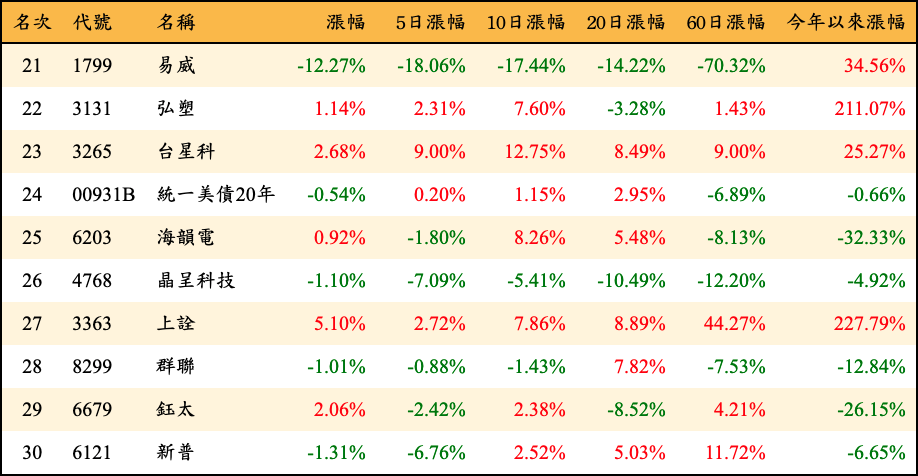 名次 代號 名稱 漲幅 5日漲幅 10日漲幅 20日漲幅 60日漲幅 今年以來漲幅
21 1799 易威 -12.27% -18.06% -17.44% -14.22% -70.32% 34.56%
22 3131 弘塑 1.14% 2.31% 7.60% -3.28% 1.43% 211.07%
23 3265 台星科 2.68% 9.00% 12.75% 8.49% 9.00% 25.27%
24 00931B 統一美債20年 -0.54% 0.20% 1.15% 2.95% -6.89% -0.66%
25 6203 海韻電 0.92% -1.80% 8.26% 5.48% -8.13% -32.33%
26 4768 晶呈科技 -1.10% -7.09% -5.41% -10.49% -12.20% -4.92%
27 3363 上詮 5.10% 2.72% 7.86% 8.89% 44.27% 227.79%
28 8299 群聯 -1.01% -0.88% -1.43% 7.82% -7.53% -12.84%
29 6679 鈺太 2.06% -2.42% 2.38% -8.52% 4.21% -26.15%
30 6121 新普 -1.31% -6.76% 2.52% 5.03% 11.72% -6.65%